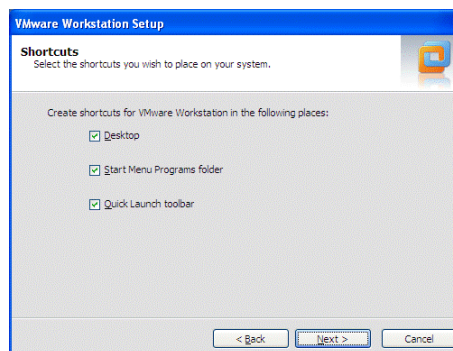 VMware Workstation Setup
Shortcuts
Select the shortcuts you wish to place on your system.
Create shortcuts for VMware Workstation in the following places:
Desktop
Start Menu Programs folder
Quick Launch toolbar
< Back Next > Cancel